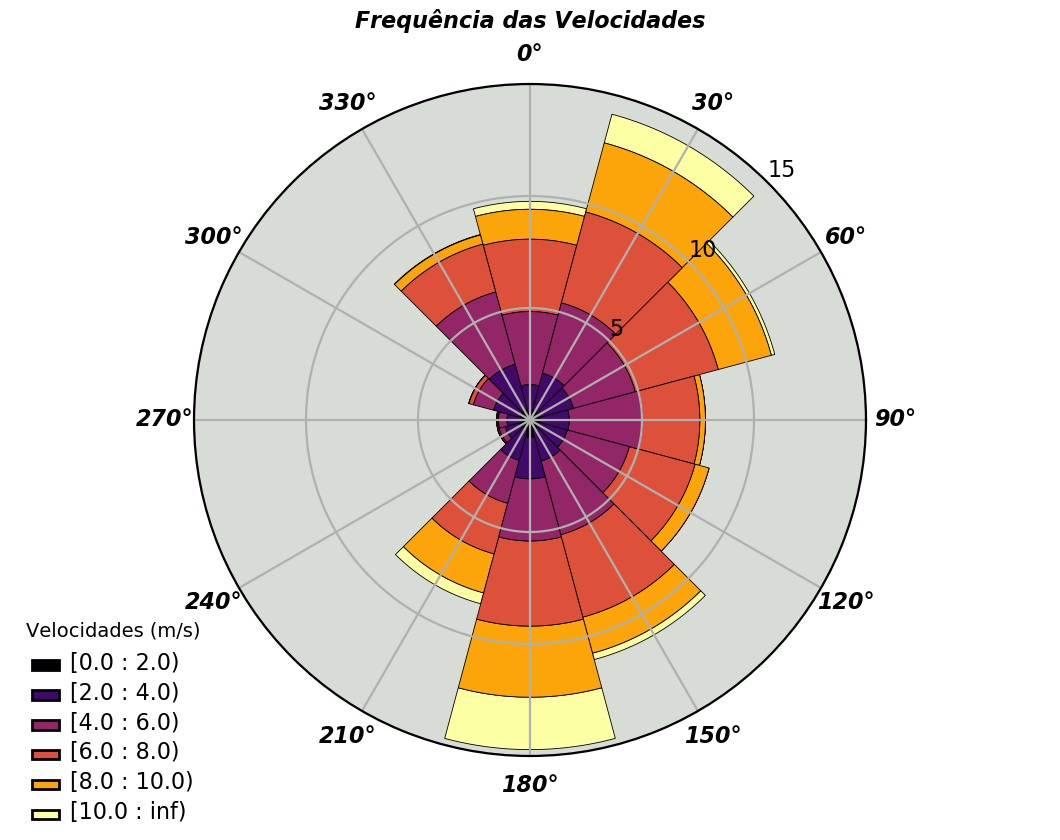 Frequência das Velocidades
0°
330°
30°
15
300°
60°
10
5
270°
90°
240°
120°
210°
150°
180°
Velocidades (m/s)
[0.0 : 2.0)
[2.0 : 4.0)
[4.0 : 6.0)
[6.0 : 8.0)
[8.0 : 10.0)
[10.0 : inf)